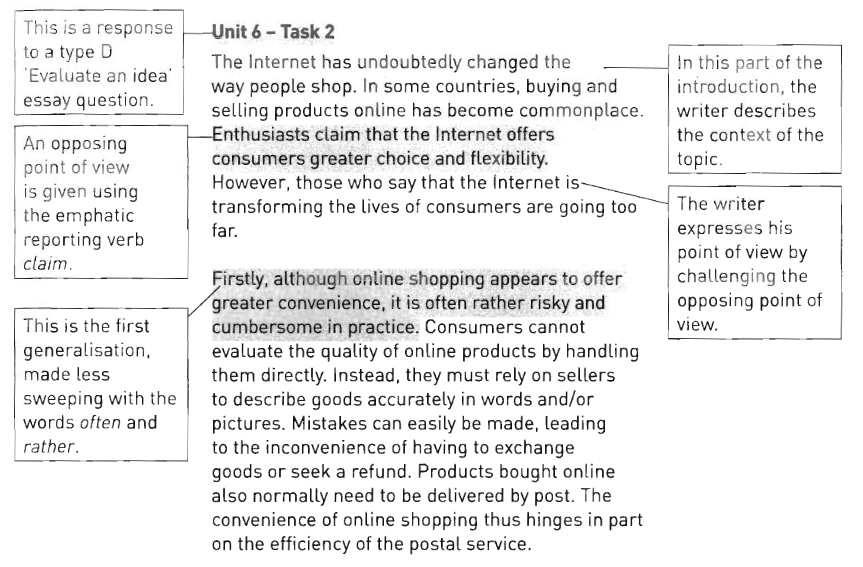 This is a response
to a type D
'Evaluate an idea'
essay question.
An opposing
point of view
is given using
the emphatic
reporting verb
claim.
This is the first
generalisation,
made less
sweeping with the
words often and
rather.
Unit 6 – Task 2
The Internet has undoubtedly changed the
way people shop. In some countries, buying and
selling products online has become commonplace.
Enthusiasts claim that the Internet offers
consumers greater choice and flexibility.
However, those who say that the Internet is
transforming the lives of consumers are going too
far.
Firstly, although online shopping appears to offer
greater convenience, it is often rather risky and
cumbersome in practice. Consumers cannot
evaluate the quality of online products by handling
them directly. Instead, they must rely on sellers
to describe goods accurately in words and/or
pictures. Mistakes can easily be made, leading
to the inconvenience of having to exchange
goods or seek a refund. Products bought online
also normally need to be delivered by post. The
convenience of online shopping thus hinges in part
on the efficiency of the postal service.
In this part of the
introduction, the
writer describes
the context of the
topic.
The writer
expresses his
point of view by
challenging the
opposing point of
view.